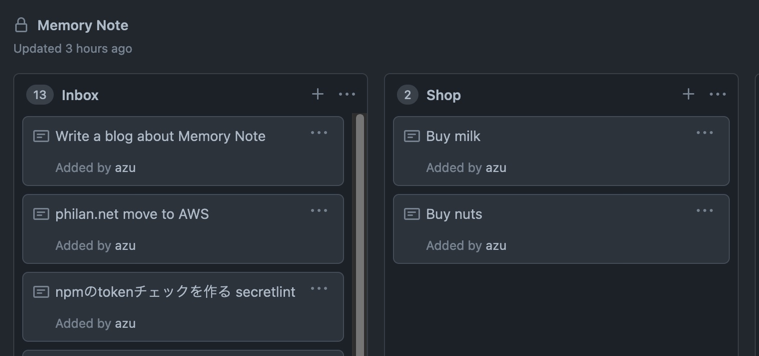 Memory Note
Updated 3 hours ago
13 Inbox
Write a blog about Memory Note
Added by azu
philan.net move to AWS
Added by azu
npmのtokenチェックを作る secretlint
Added by azu
2 Shop
Buy milk
Added by azu
Buy nuts
Added by azu